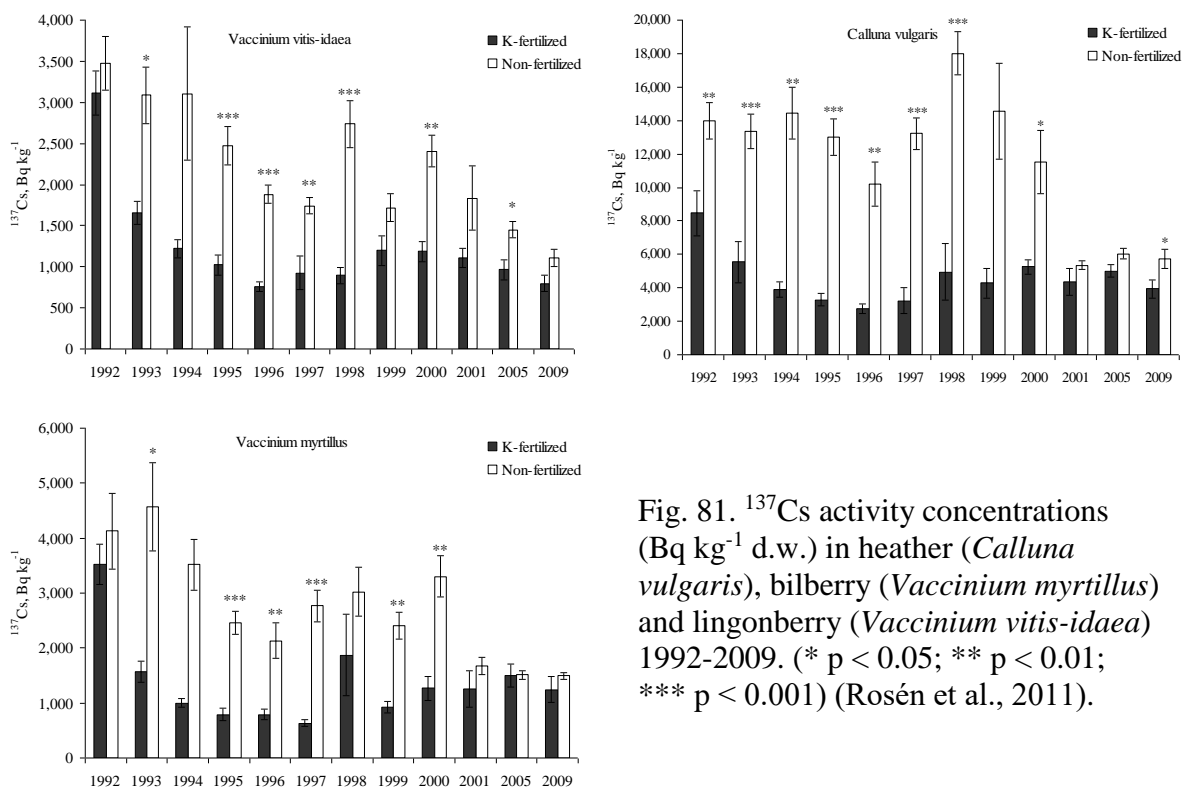 Vaccinium vitis-idaea
K-fertilized
Non-fertilized
¹³⁷Cs, Bq kg⁻¹
4,000
3,500
3,000
2,500
2,000
1,500
1,000
500
0
*
***
***
**
***
**
*
1992 1993 1994 1995 1996 1997 1998 1999 2000 2001 2005 2009
Calluna vulgaris
K-fertilized
Non-fertilized
¹³⁷Cs, Bq kg⁻¹
20,000
18,000
16,000
14,000
12,000
10,000
8,000
6,000
4,000
2,000
0
**
***
**
***
**
***
***
*
*
1992 1993 1994 1995 1996 1997 1998 1999 2000 2001 2005 2009
Vaccinium myrtillus
K-fertilized
Non-fertilized
¹³⁷Cs, Bq kg⁻¹
6,000
5,000
4,000
3,000
2,000
1,000
0
*
***
**
***
**
**
1992 1993 1994 1995 1996 1997 1998 1999 2000 2001 2005 2009
Fig. 81. ¹³⁷Cs activity concentrations
(Bq kg⁻¹ d.w.) in heather (Calluna
vulgaris), bilberry (Vaccinium myrtillus)
and lingonberry (Vaccinium vitis-idaea)
1992-2009. (* p < 0.05; ** p < 0.01;
*** p < 0.001) (Rosén et al., 2011).